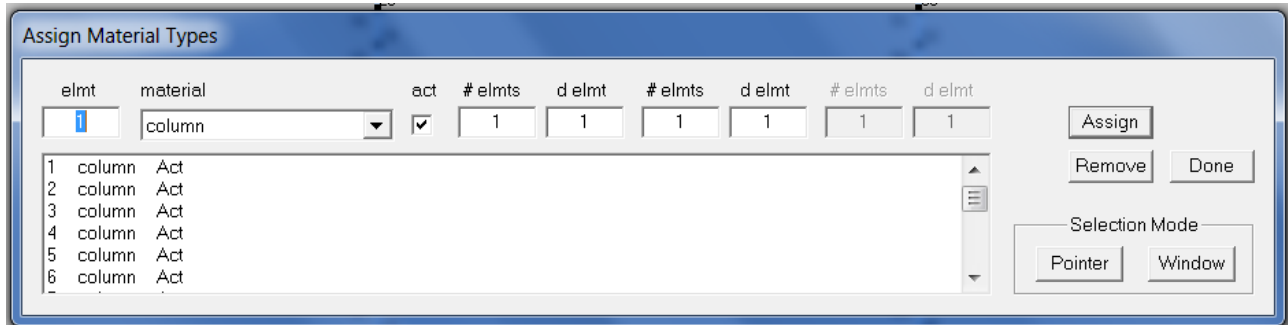 Assign Material Types
elmt material act # elmts d elmt # elmts d elmt # elmts d elmt
1 column 1 1 1 1 1 1 Assign
1 column Act
2 column Act
3 column Act
4 column Act
5 column Act
6 column Act
Remove Done
Selection Mode
Pointer Window